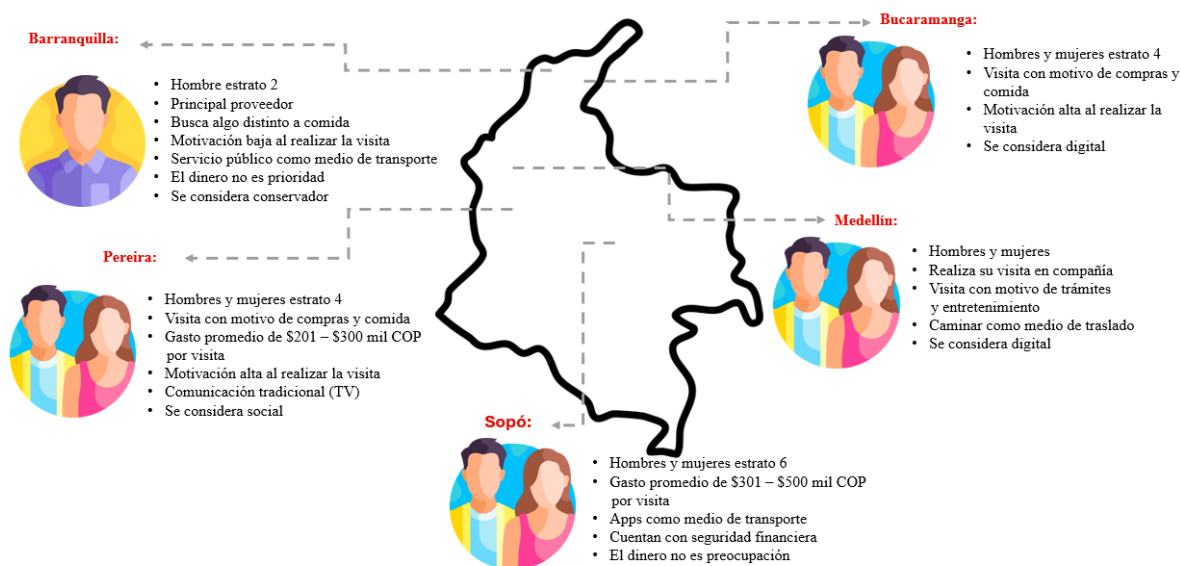 Barranquilla:
• Hombre estrato 2
• Principal proveedor
• Busca algo distinto a comida
• Motivación baja al realizar la visita
• Servicio público como medio de transporte
• El dinero no es prioridad
• Se considera conservador
Bucaramanga:
• Hombres y mujeres estrato 4
• Visita con motivo de compras y
comida
• Motivación alta al realizar la
visita
• Se considera digital
Pereira:
• Hombres y mujeres estrato 4
• Visita con motivo de compras y comida
• Gasto promedio de $201 – $300 mil COP
por visita
• Motivación alta al realizar la visita
• Comunicación tradicional (TV)
• Se considera social
Medellín:
• Hombres y mujeres
• Realiza su visita en compañía
• Visita con motivo de trámites
y entretenimiento
• Caminar como medio de traslado
• Se considera digital
Sopó:
• Hombres y mujeres estrato 6
• Gasto promedio de $301 – $500 mil COP
por visita
• Apps como medio de transporte
• Cuentan con seguridad financiera
• El dinero no es preocupación